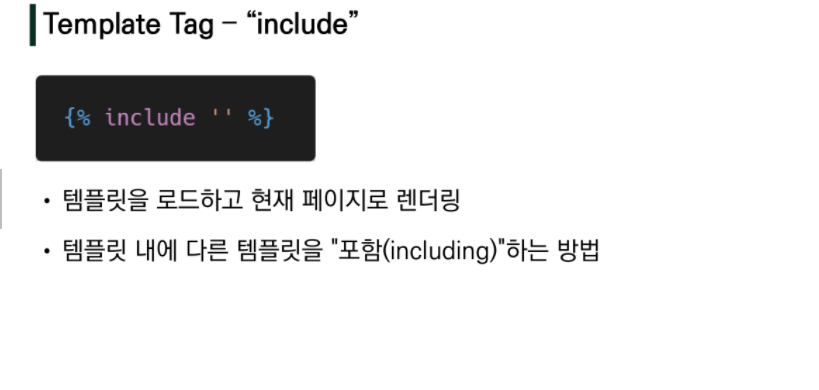 Template Tag – “include”
{% include '' %}
• 템플릿을 로드하고 현재 페이지로 렌더링
• 템플릿 내에 다른 템플릿을 "포함(including)"하는 방법